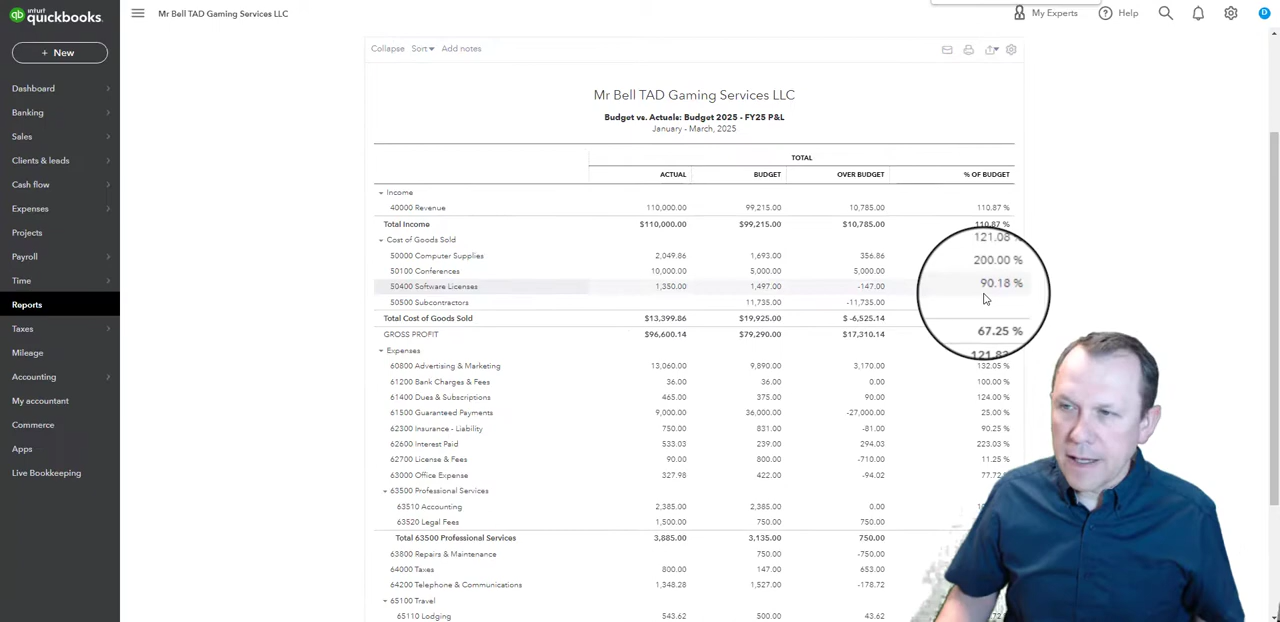 intuit quickbooks.
Mr Bell TAD Gaming Services LLC
My Experts
Help
D
+ New
Dashboard
Banking
Sales
Clients & leads
Cash flow
Expenses
Projects
Payroll
Time
Reports
Taxes
Mileage
Accounting
My accountant
Commerce
Apps
Live Bookkeeping
Collapse Sort Add notes
Mr Bell TAD Gaming Services LLC
Budget vs. Actuals: Budget 2025 - FY25 P&L
January - March, 2025
TOTAL
ACTUAL BUDGET OVER BUDGET % OF BUDGET
Income
40000 Revenue 110,000.00 99,215.00 10,785.00 110.87 %
Total Income $110,000.00 $99,215.00 $10,785.00 110.87 %
Cost of Goods Sold 121.08 %
50000 Computer Supplies 2,049.86 1,693.00 356.86 200.00 %
50100 Conferences 10,000.00 5,000.00 5,000.00
50400 Software Licenses 1,350.00 1,497.00 -147.00 90.18 %
50500 Subcontractors 11,735.00 -11,735.00
Total Cost of Goods Sold $13,399.86 $19,925.00 $ -6,525.14 67.25 %
GROSS PROFIT $96,600.14 $79,290.00 $17,310.14
Expenses
60800 Advertising & Marketing 13,060.00 9,890.00 3,170.00 132.05 %
61200 Bank Charges & Fees 36.00 36.00 0.00 100.00 %
61400 Dues & Subscriptions 465.00 375.00 90.00 124.00 %
61500 Guaranteed Payments 9,000.00 36,000.00 -27,000.00 25.00 %
62300 Insurance - Liability 750.00 831.00 -81.00 90.25 %
62600 Interest Paid 533.03 239.00 294.03 223.03 %
62700 License & Fees 90.00 800.00 -710.00 11.25 %
63000 Office Expense 327.98 422.00 -94.02 77.72 %
63500 Professional Services
63510 Accounting 2,385.00 2,385.00 0.00
63520 Legal Fees 1,500.00 750.00 750.00
Total 63500 Professional Services 3,885.00 3,135.00 750.00
63800 Repairs & Maintenance 750.00 -750.00
64000 Taxes 800.00 147.00 653.00
64200 Telephone & Communications 1,348.28 1,527.00 -178.72
65100 Travel
65110 Lodging 543.62 500.00 43.62